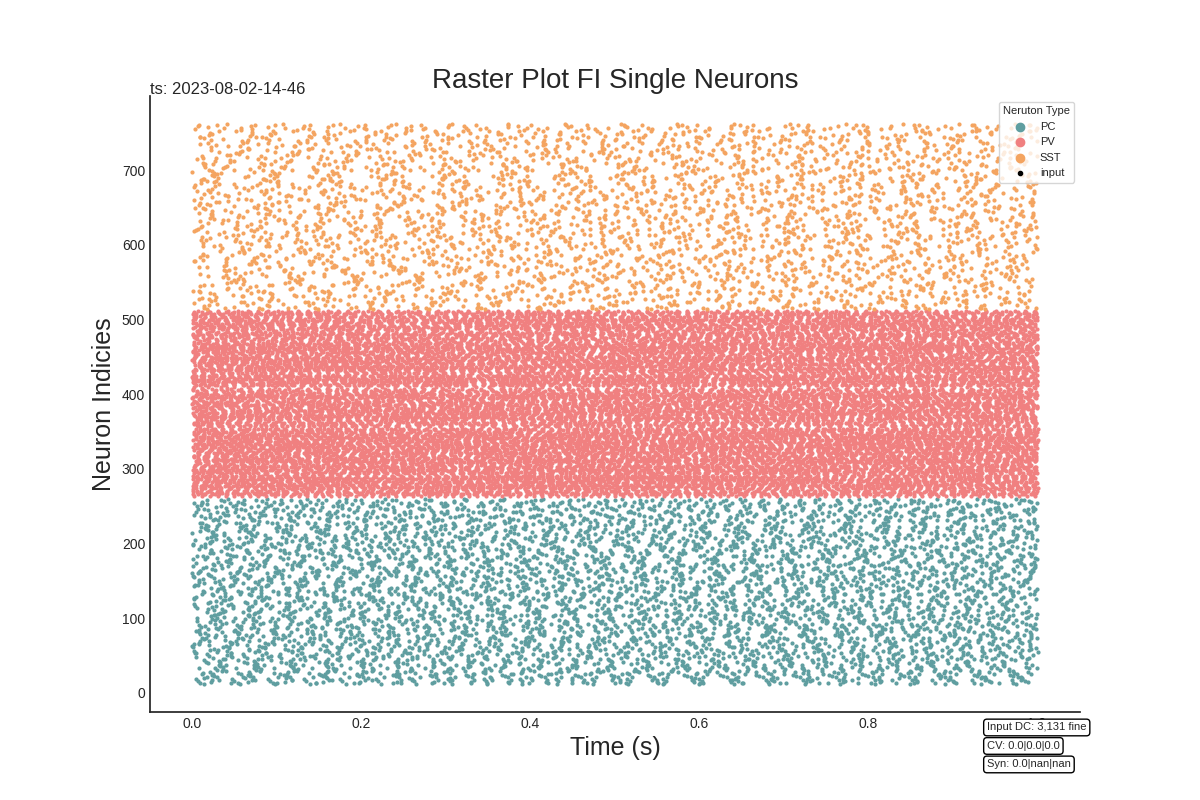 Raster Plot FI Single Neurons
ts: 2023-08-02-14-46
Neruton Type
PC
PV
SST
input
Neuron Indicies
700
600
500
400
300
200
100
0
0.0 0.2 0.4 0.6 0.8
Time (s)
Input DC: 3,131 fine
CV: 0.0|0.0|0.0
Syn: 0.0|nan|nan